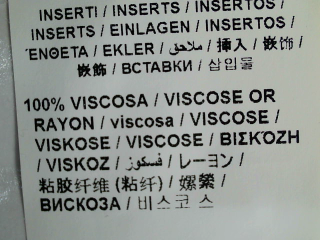 INSERTI / INSERTS / INSERTOS /
INSERTS / EINLAGEN / INSERTOS /
ΈΝΘΕΤΑ / EKLER / ملاحق / 挿入 / 嵌饰 /
嵌飾 / ВСТАВКИ / 삽입물
100% VISCOSA / VISCOSE OR
RAYON / viscosa / VISCOSE /
VISKOSE / VISCOSE / ΒΙΣΚΌΖΗ
/ VISKOZ / فسكوز / レーヨン /
粘胶纤维 (粘纤) / 嫘縈 /
ВИСКОЗА / 비스코 스